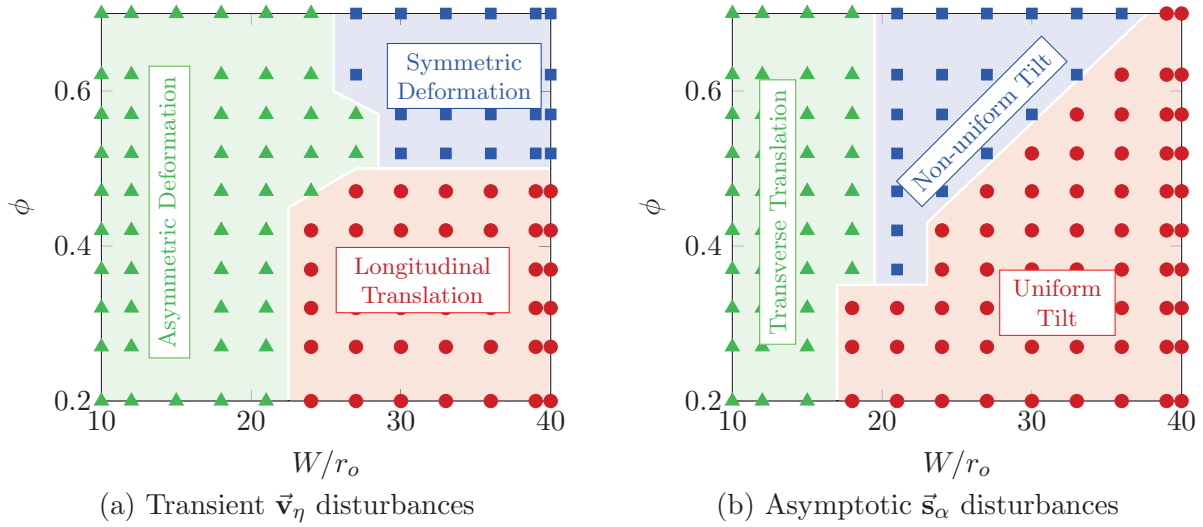 0.6
0.4
0.2
ϕ
10
20
30
40
W/r_o
Asymmetric Deformation
Symmetric
Deformation
Longitudinal
Translation
(a) Transient v⃗_η disturbances
0.6
0.4
0.2
ϕ
10
20
30
40
W/r_o
Transverse Translation
Non-uniform Tilt
Uniform
Tilt
(b) Asymptotic s⃗_α disturbances